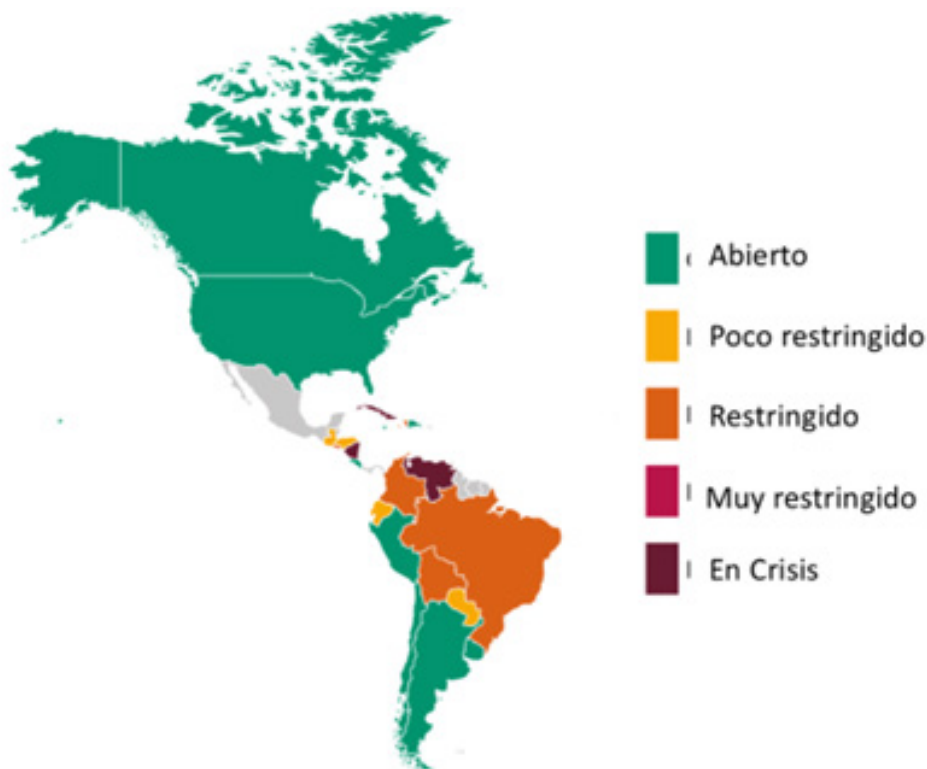 Abierto
Poco restringido
Restringido
Muy restringido
En Crisis